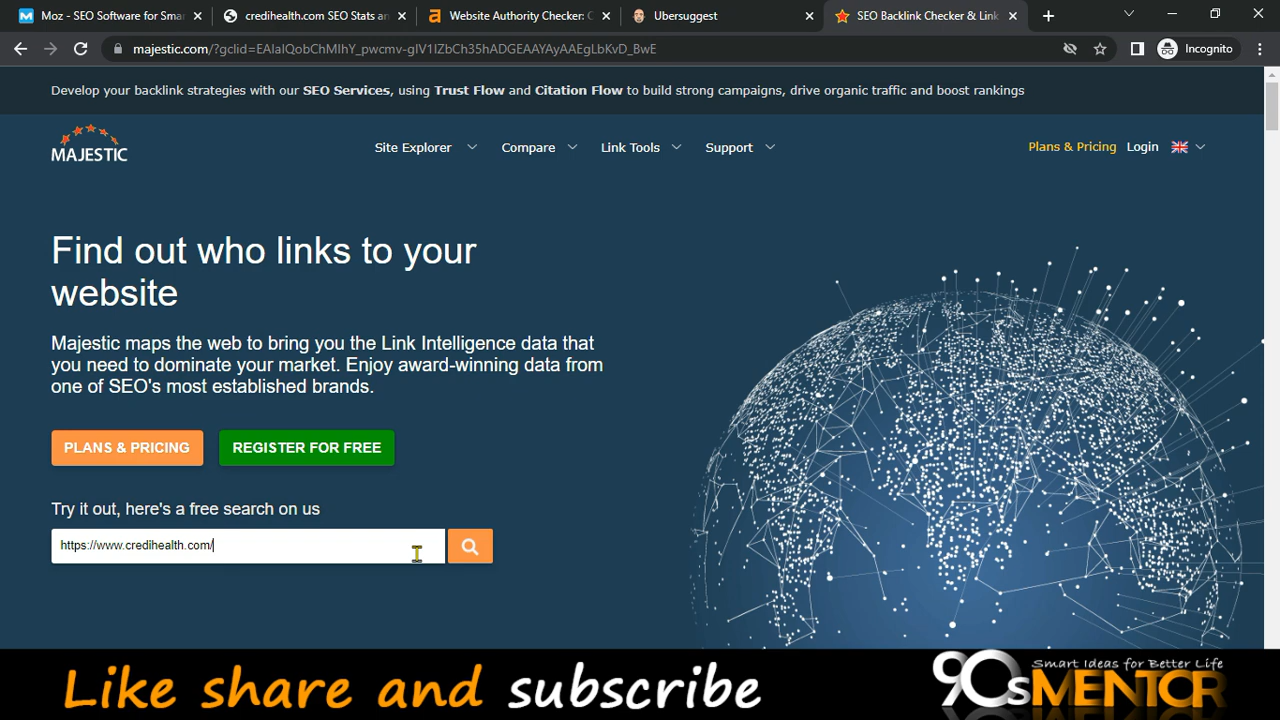 Moz - SEO Software for Smar
credihealth.com SEO Stats an
Website Authority Checker: C
Ubersuggest
SEO Backlink Checker & Link
majestic.com/?gclid=EAIaIQobChMIhY_pwcmv-gIV1IZbCh35hADGEAAYAyAAEgLbKvD_BwE
Incognito
Develop your backlink strategies with our SEO Services, using Trust Flow and Citation Flow to build strong campaigns, drive organic traffic and boost rankings
MAJESTIC
Site Explorer
Compare
Link Tools
Support
Plans & Pricing
Login
Find out who links to your
website
Majestic maps the web to bring you the Link Intelligence data that
you need to dominate your market. Enjoy award-winning data from
one of SEO's most established brands.
PLANS & PRICING
REGISTER FOR FREE
Try it out, here's a free search on us
https://www.credihealth.com/
Like share and subscribe
Smart Ideas for Better Life
90sMENTOR